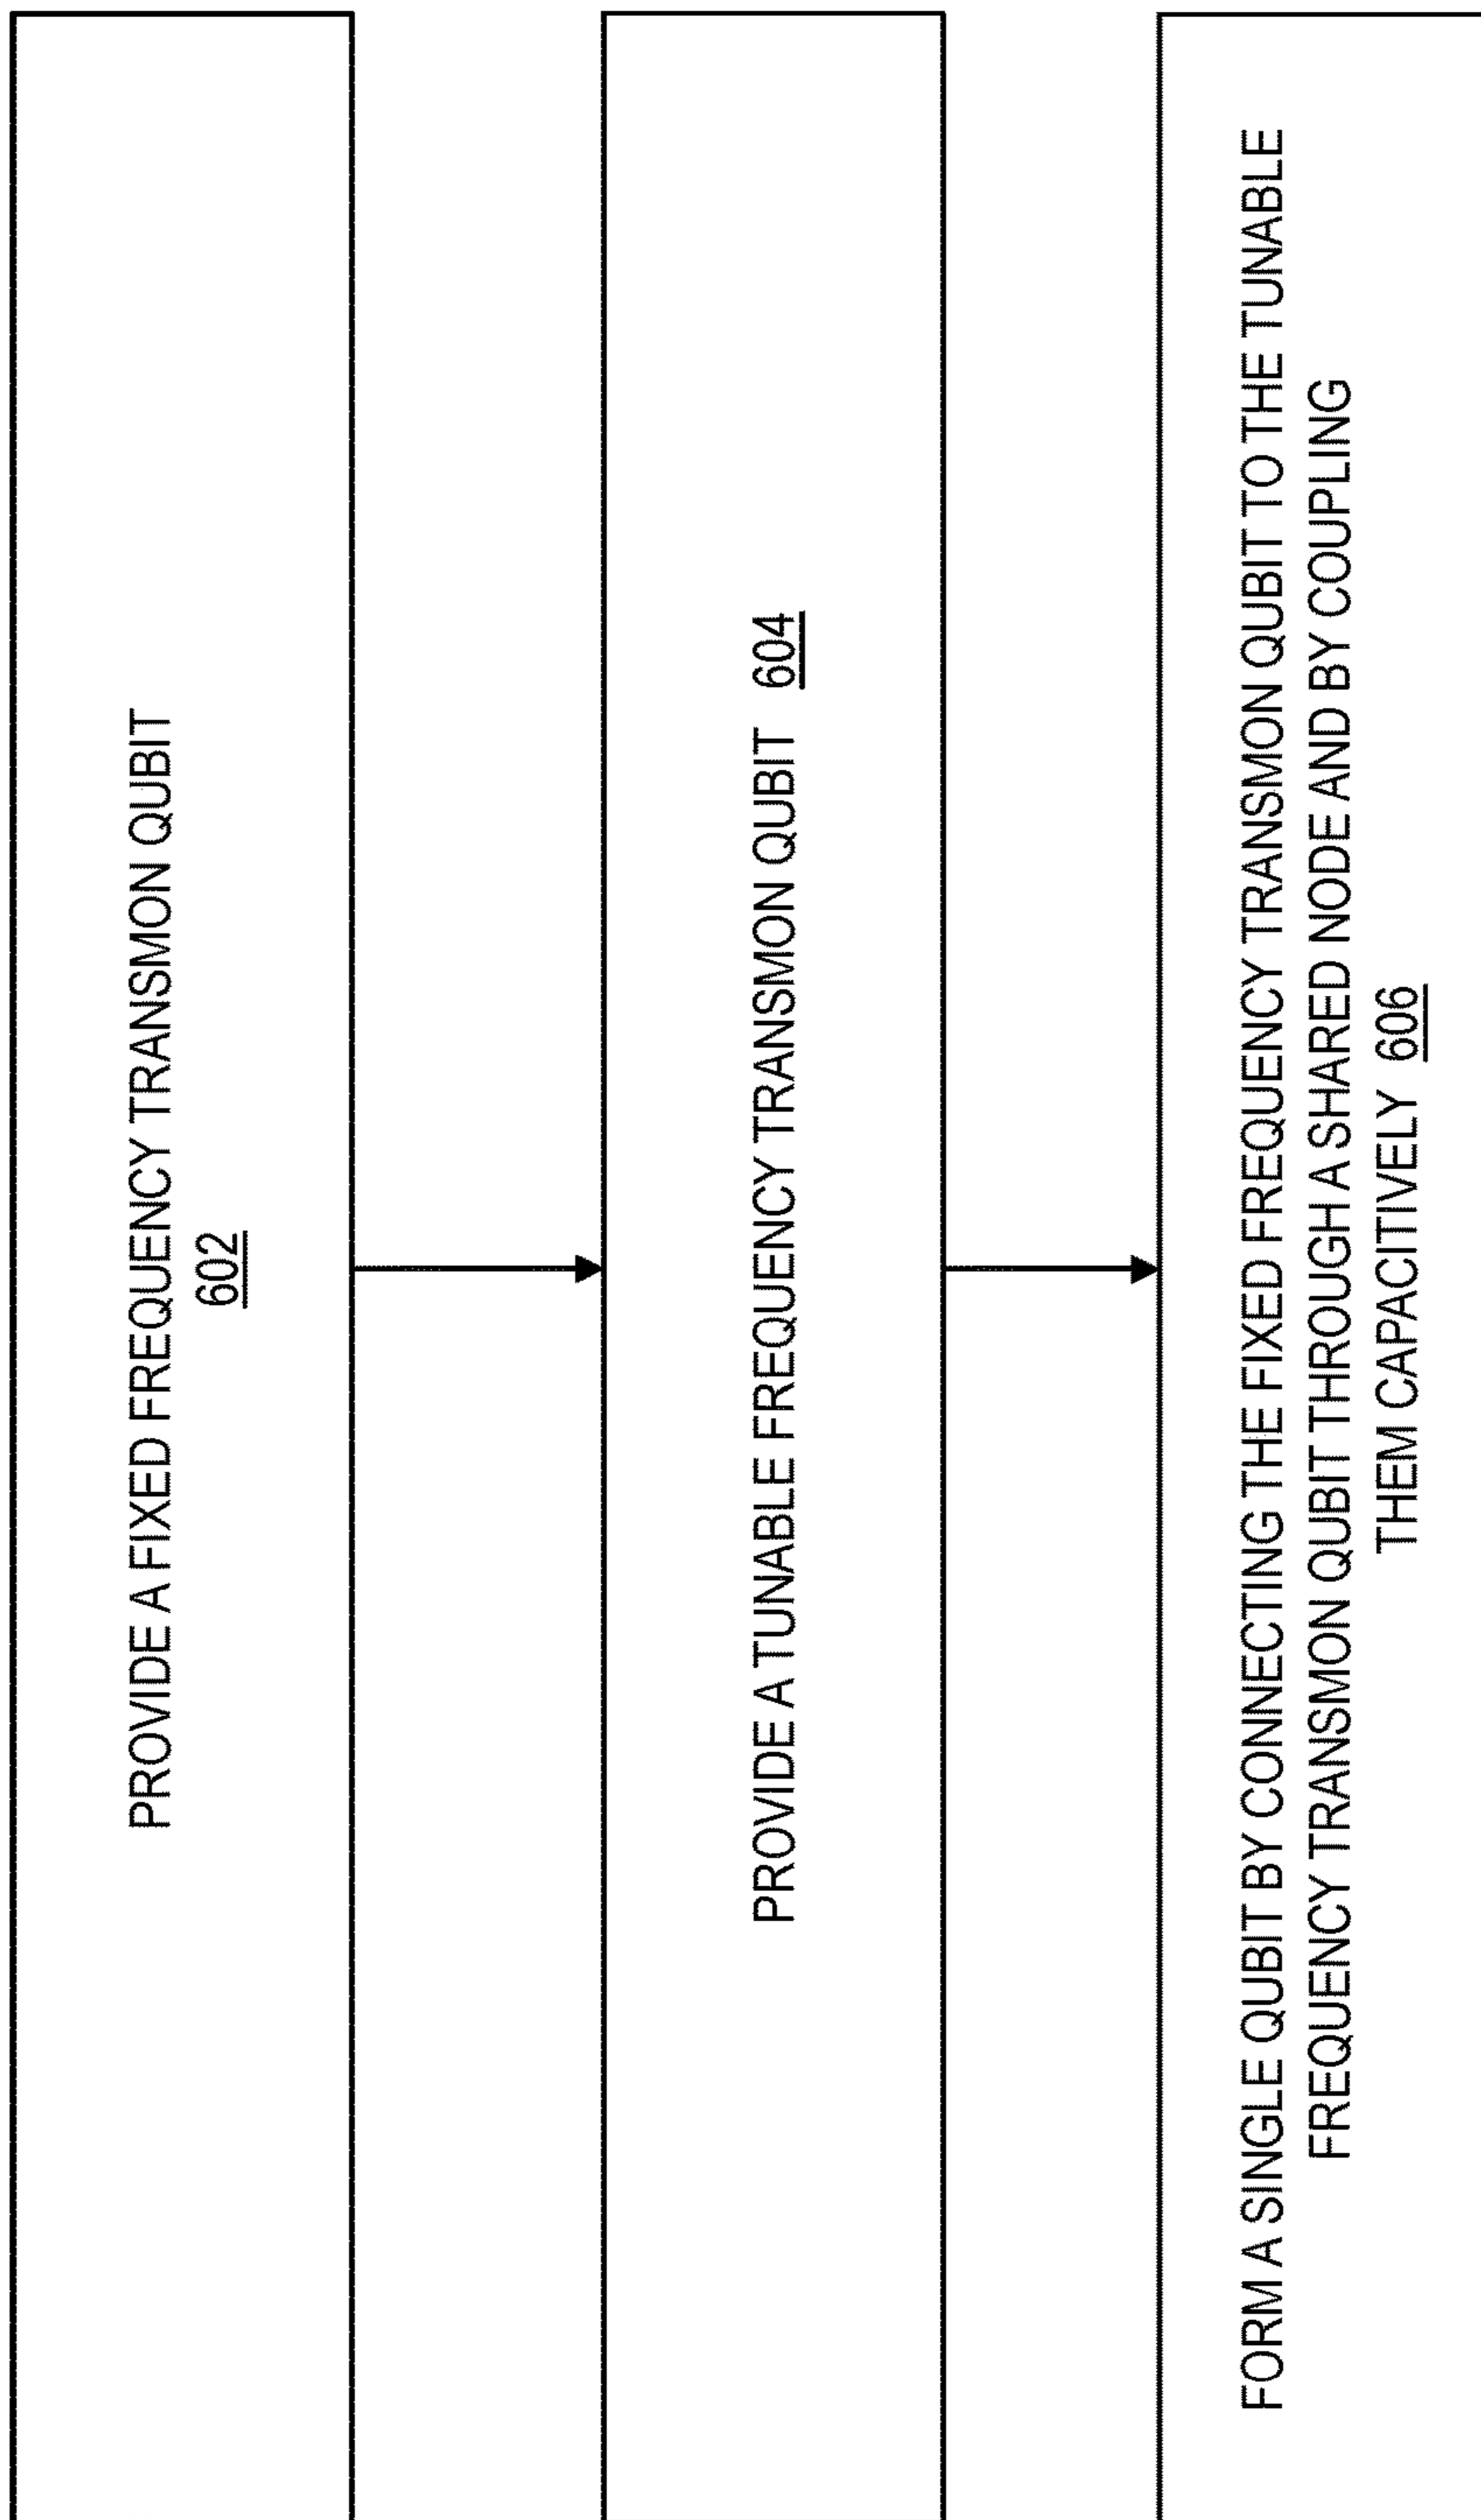 PROVIDE A FIXED FREQUENCY TRANSMON QUBIT
602
PROVIDE A TUNABLE FREQUENCY TRANSMON QUBIT 604
FORM A SINGLE QUBIT BY CONNECTING THE FIXED FREQUENCY TRANSMON QUBIT TO THE TUNABLE
FREQUENCY TRANSMON QUBIT THROUGH A SHARED NODE AND BY COUPLING
THEM CAPACITIVELY 606